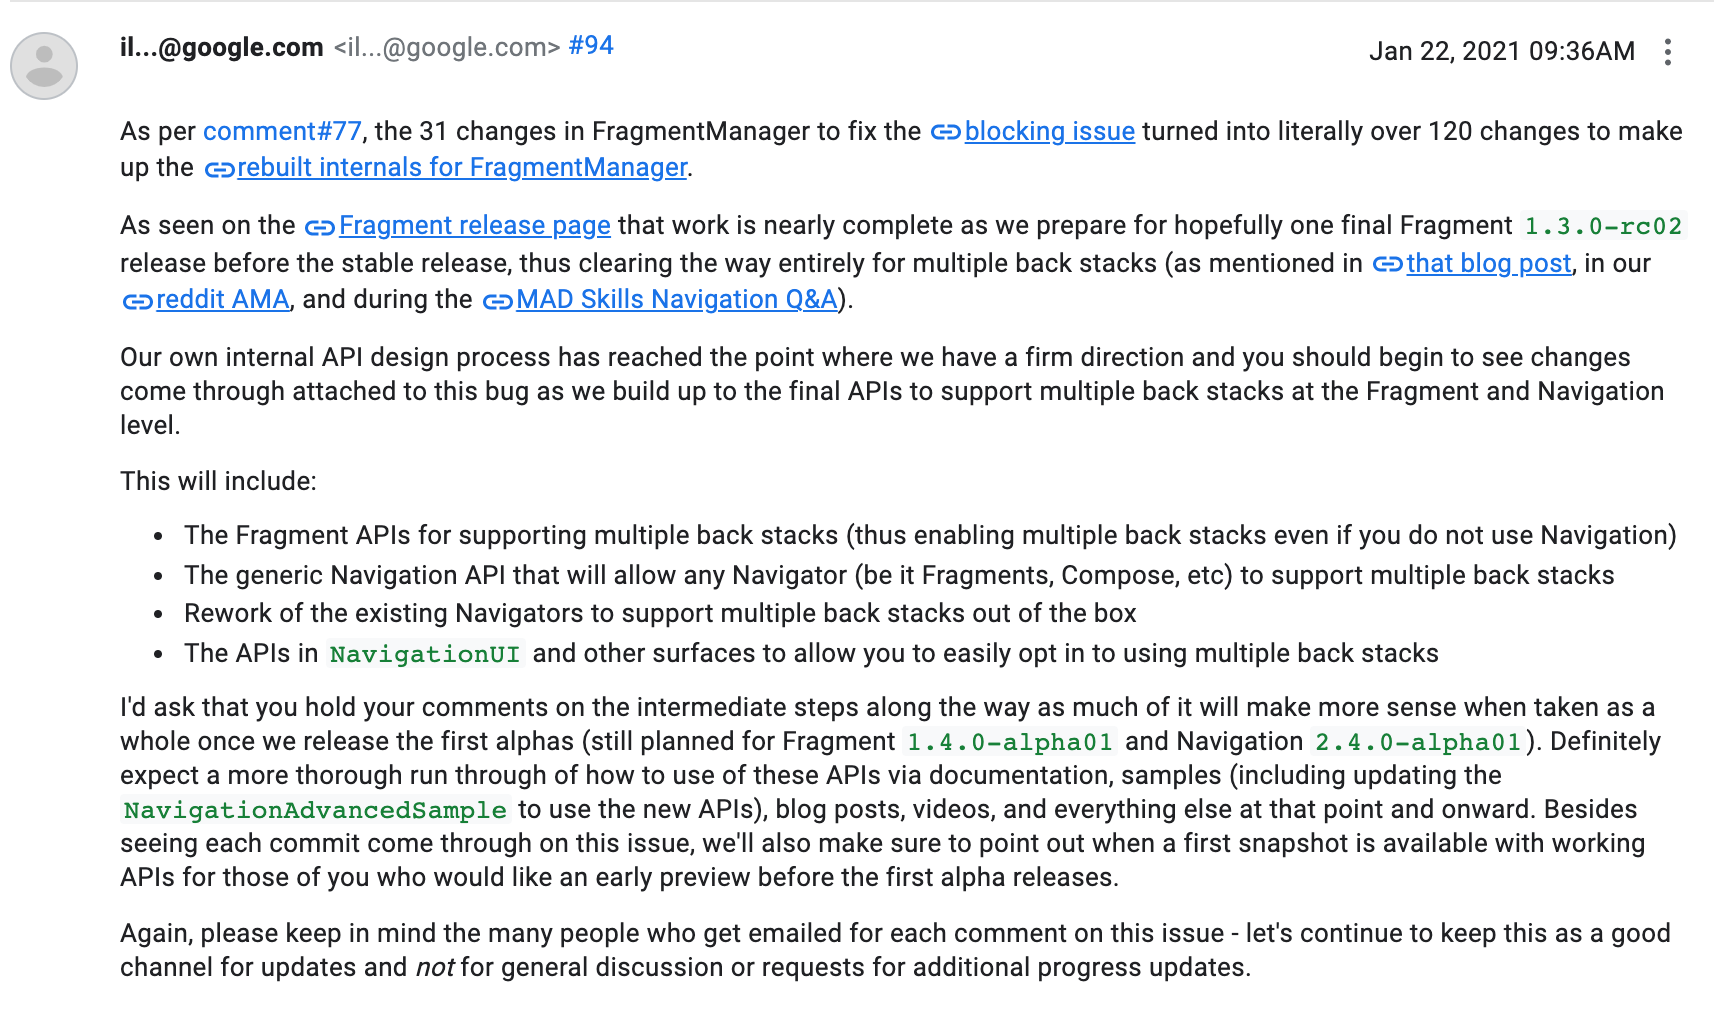 il...@google.com <il...@google.com> #94
Jan 22, 2021 09:36AM
As per comment#77, the 31 changes in FragmentManager to fix the blocking issue turned into literally over 120 changes to make
up the rebuilt internals for FragmentManager.
As seen on the Fragment release page that work is nearly complete as we prepare for hopefully one final Fragment 1.3.0-rc02
release before the stable release, thus clearing the way entirely for multiple back stacks (as mentioned in that blog post, in our
reddit AMA, and during the MAD Skills Navigation Q&A).
Our own internal API design process has reached the point where we have a firm direction and you should begin to see changes
come through attached to this bug as we build up to the final APIs to support multiple back stacks at the Fragment and Navigation
level.
This will include:
• The Fragment APIs for supporting multiple back stacks (thus enabling multiple back stacks even if you do not use Navigation)
• The generic Navigation API that will allow any Navigator (be it Fragments, Compose, etc) to support multiple back stacks
• Rework of the existing Navigators to support multiple back stacks out of the box
• The APIs in NavigationUI and other surfaces to allow you to easily opt in to using multiple back stacks
I'd ask that you hold your comments on the intermediate steps along the way as much of it will make more sense when taken as a
whole once we release the first alphas (still planned for Fragment 1.4.0-alpha01 and Navigation 2.4.0-alpha01). Definitely
expect a more thorough run through of how to use of these APIs via documentation, samples (including updating the
NavigationAdvancedSample to use the new APIs), blog posts, videos, and everything else at that point and onward. Besides
seeing each commit come through on this issue, we'll also make sure to point out when a first snapshot is available with working
APIs for those of you who would like an early preview before the first alpha releases.
Again, please keep in mind the many people who get emailed for each comment on this issue - let's continue to keep this as a good
channel for updates and not for general discussion or requests for additional progress updates.